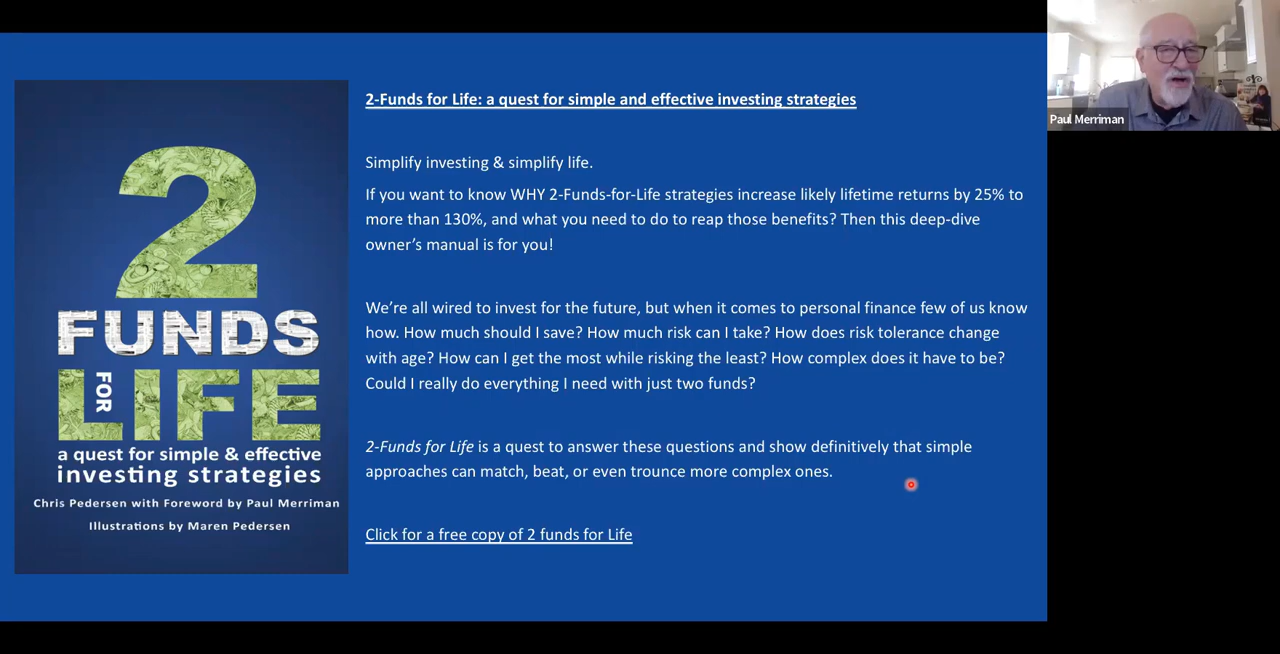 2
FUNDS
FOR
LIFE
a quest for simple & effective
investing strategies
Chris Pedersen with Foreword by Paul Merriman
Illustrations by Maren Pedersen
2-Funds for Life: a quest for simple and effective investing strategies
Simplify investing & simplify life.
If you want to know WHY 2-Funds-for-Life strategies increase likely lifetime returns by 25% to
more than 130%, and what you need to do to reap those benefits? Then this deep-dive
owner’s manual is for you!
We’re all wired to invest for the future, but when it comes to personal finance few of us know
how. How much should I save? How much risk can I take? How does risk tolerance change
with age? How can I get the most while risking the least? How complex does it have to be?
Could I really do everything I need with just two funds?
2-Funds for Life is a quest to answer these questions and show definitively that simple
approaches can match, beat, or even trounce more complex ones.
Click for a free copy of 2 funds for Life
Paul Merriman